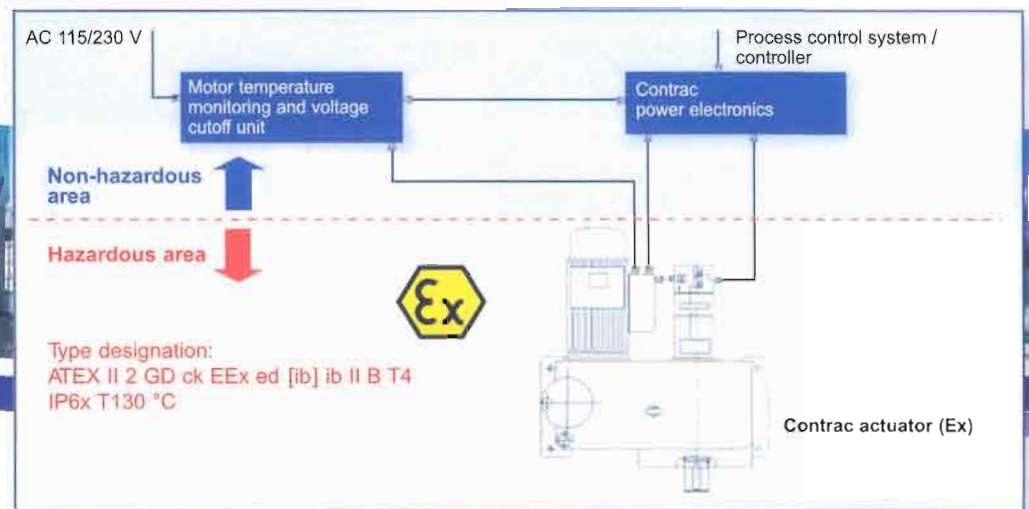 AC 115/230 V
Process control system /
controller
Motor temperature
monitoring and voltage
cutoff unit
Contrac
power electronics
Non-hazardous
area
Hazardous area
Ex
Type designation:
ATEX II 2 GD ck EEx ed [ib] ib II B T4
IP6x T130 °C
Contrac actuator (Ex)